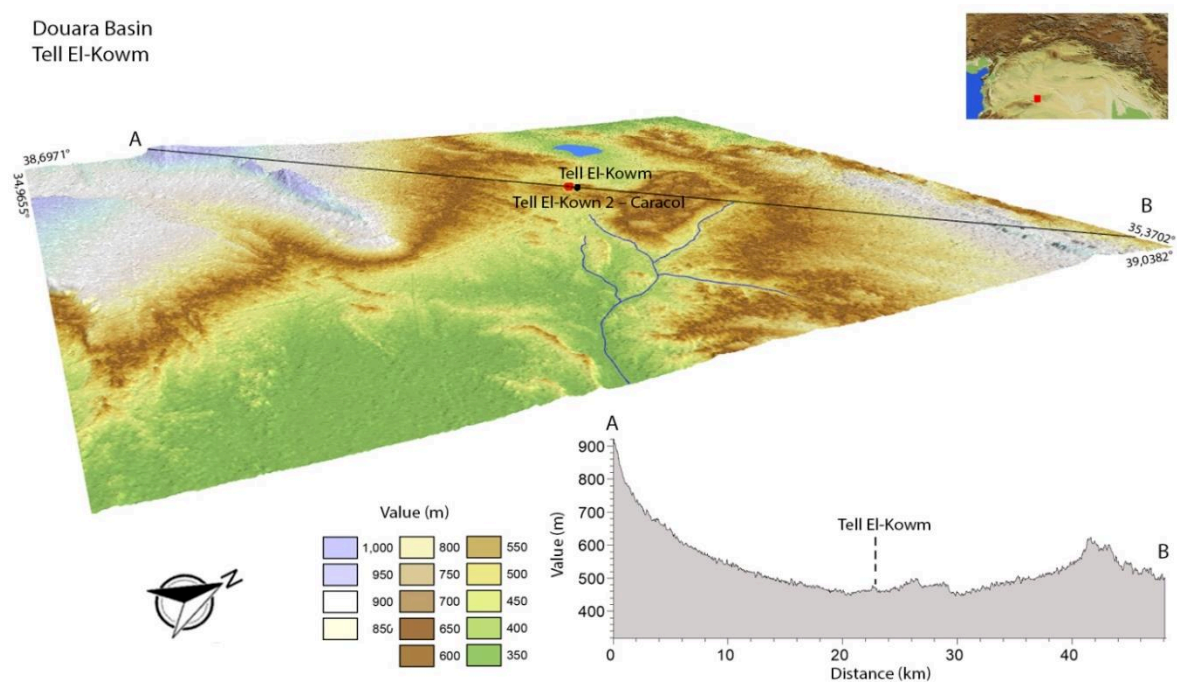 Douara Basin
Tell El-Kowm
A
38,6971°
34,9655°
Tell El-Kowm
Tell El-Kown 2 – Caracol
B
35,3702°
39,0382°
N
Value (m)
1,000
950
900
850
800
750
700
650
600
550
500
450
400
350
A
900
800
700
600
500
400
Value (m)
Tell El-Kowm
B
0
10
20
30
40
Distance (km)